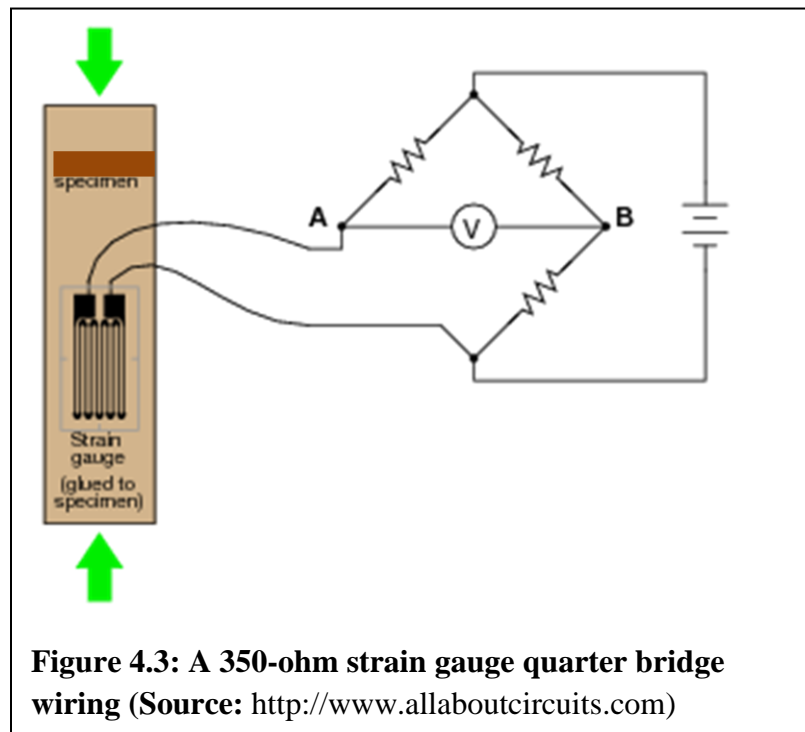 specimen
A
V
B
Strain
gauge
(glued to
specimen)
Figure 4.3: A 350-ohm strain gauge quarter bridge
wiring (Source: http://www.allaboutcircuits.com)